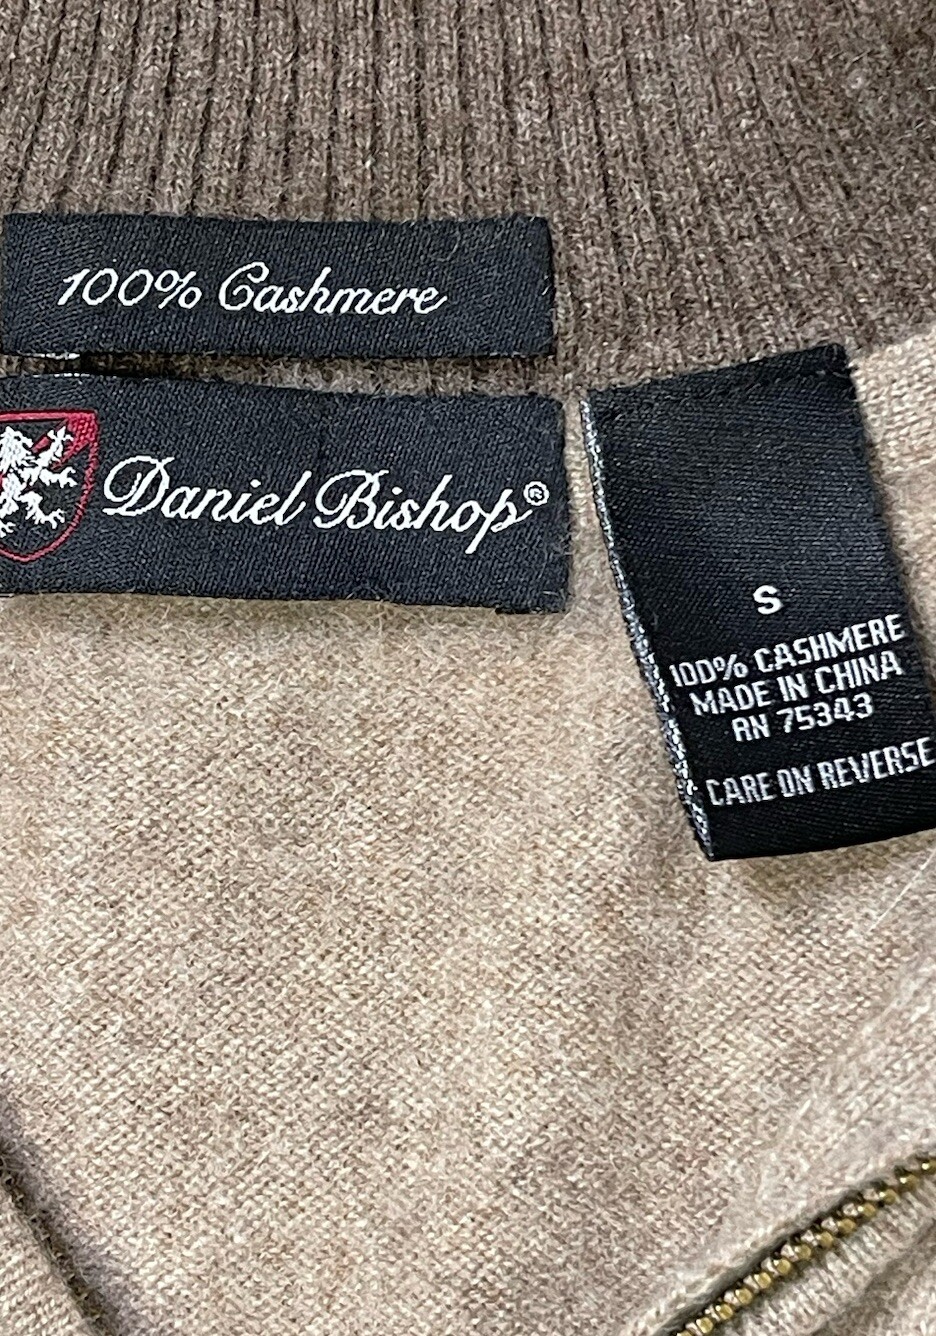 100% Cashmere
Daniel Bishop®
S
100% CASHMERE
MADE IN CHINA
RN 75343
CARE ON REVERSE